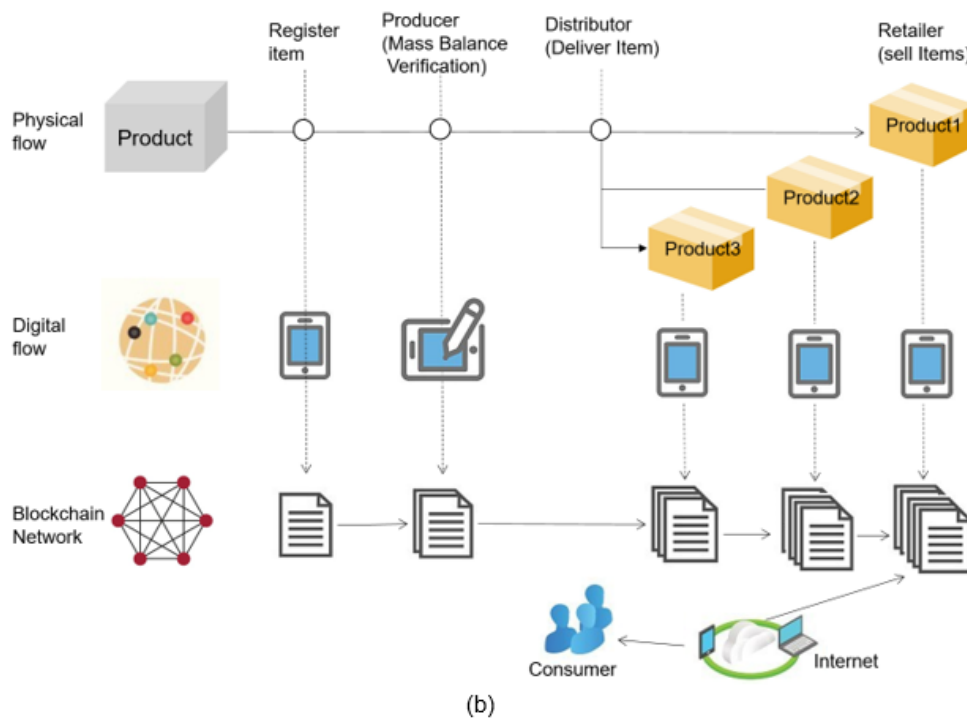 Register
item
Producer
(Mass Balance
Verification)
Distributor
(Deliver Item)
Retailer
(sell Items)
Physical
flow
Product
Product1
Product2
Product3
Digital
flow
Blockchain
Network
Consumer
Internet
(b)